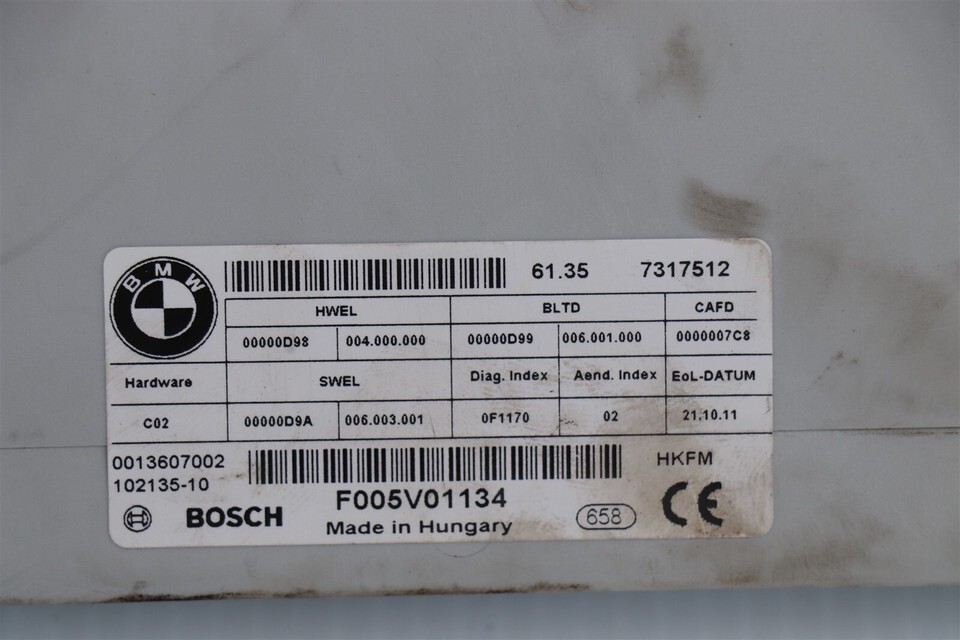 BMW
61.35 7317512
HWEL BLTD CAFD
00000D98 004.000.000 00000D99 006.001.000 0000007C8
Hardware SWEL Diag. Index Aend. Index EoL-DATUM
C02 00000D9A 006.003.001 0F1170 02 21.10.11
0013607002 HKFM
102135-10
F005V01134
BOSCH Made in Hungary 658 CE